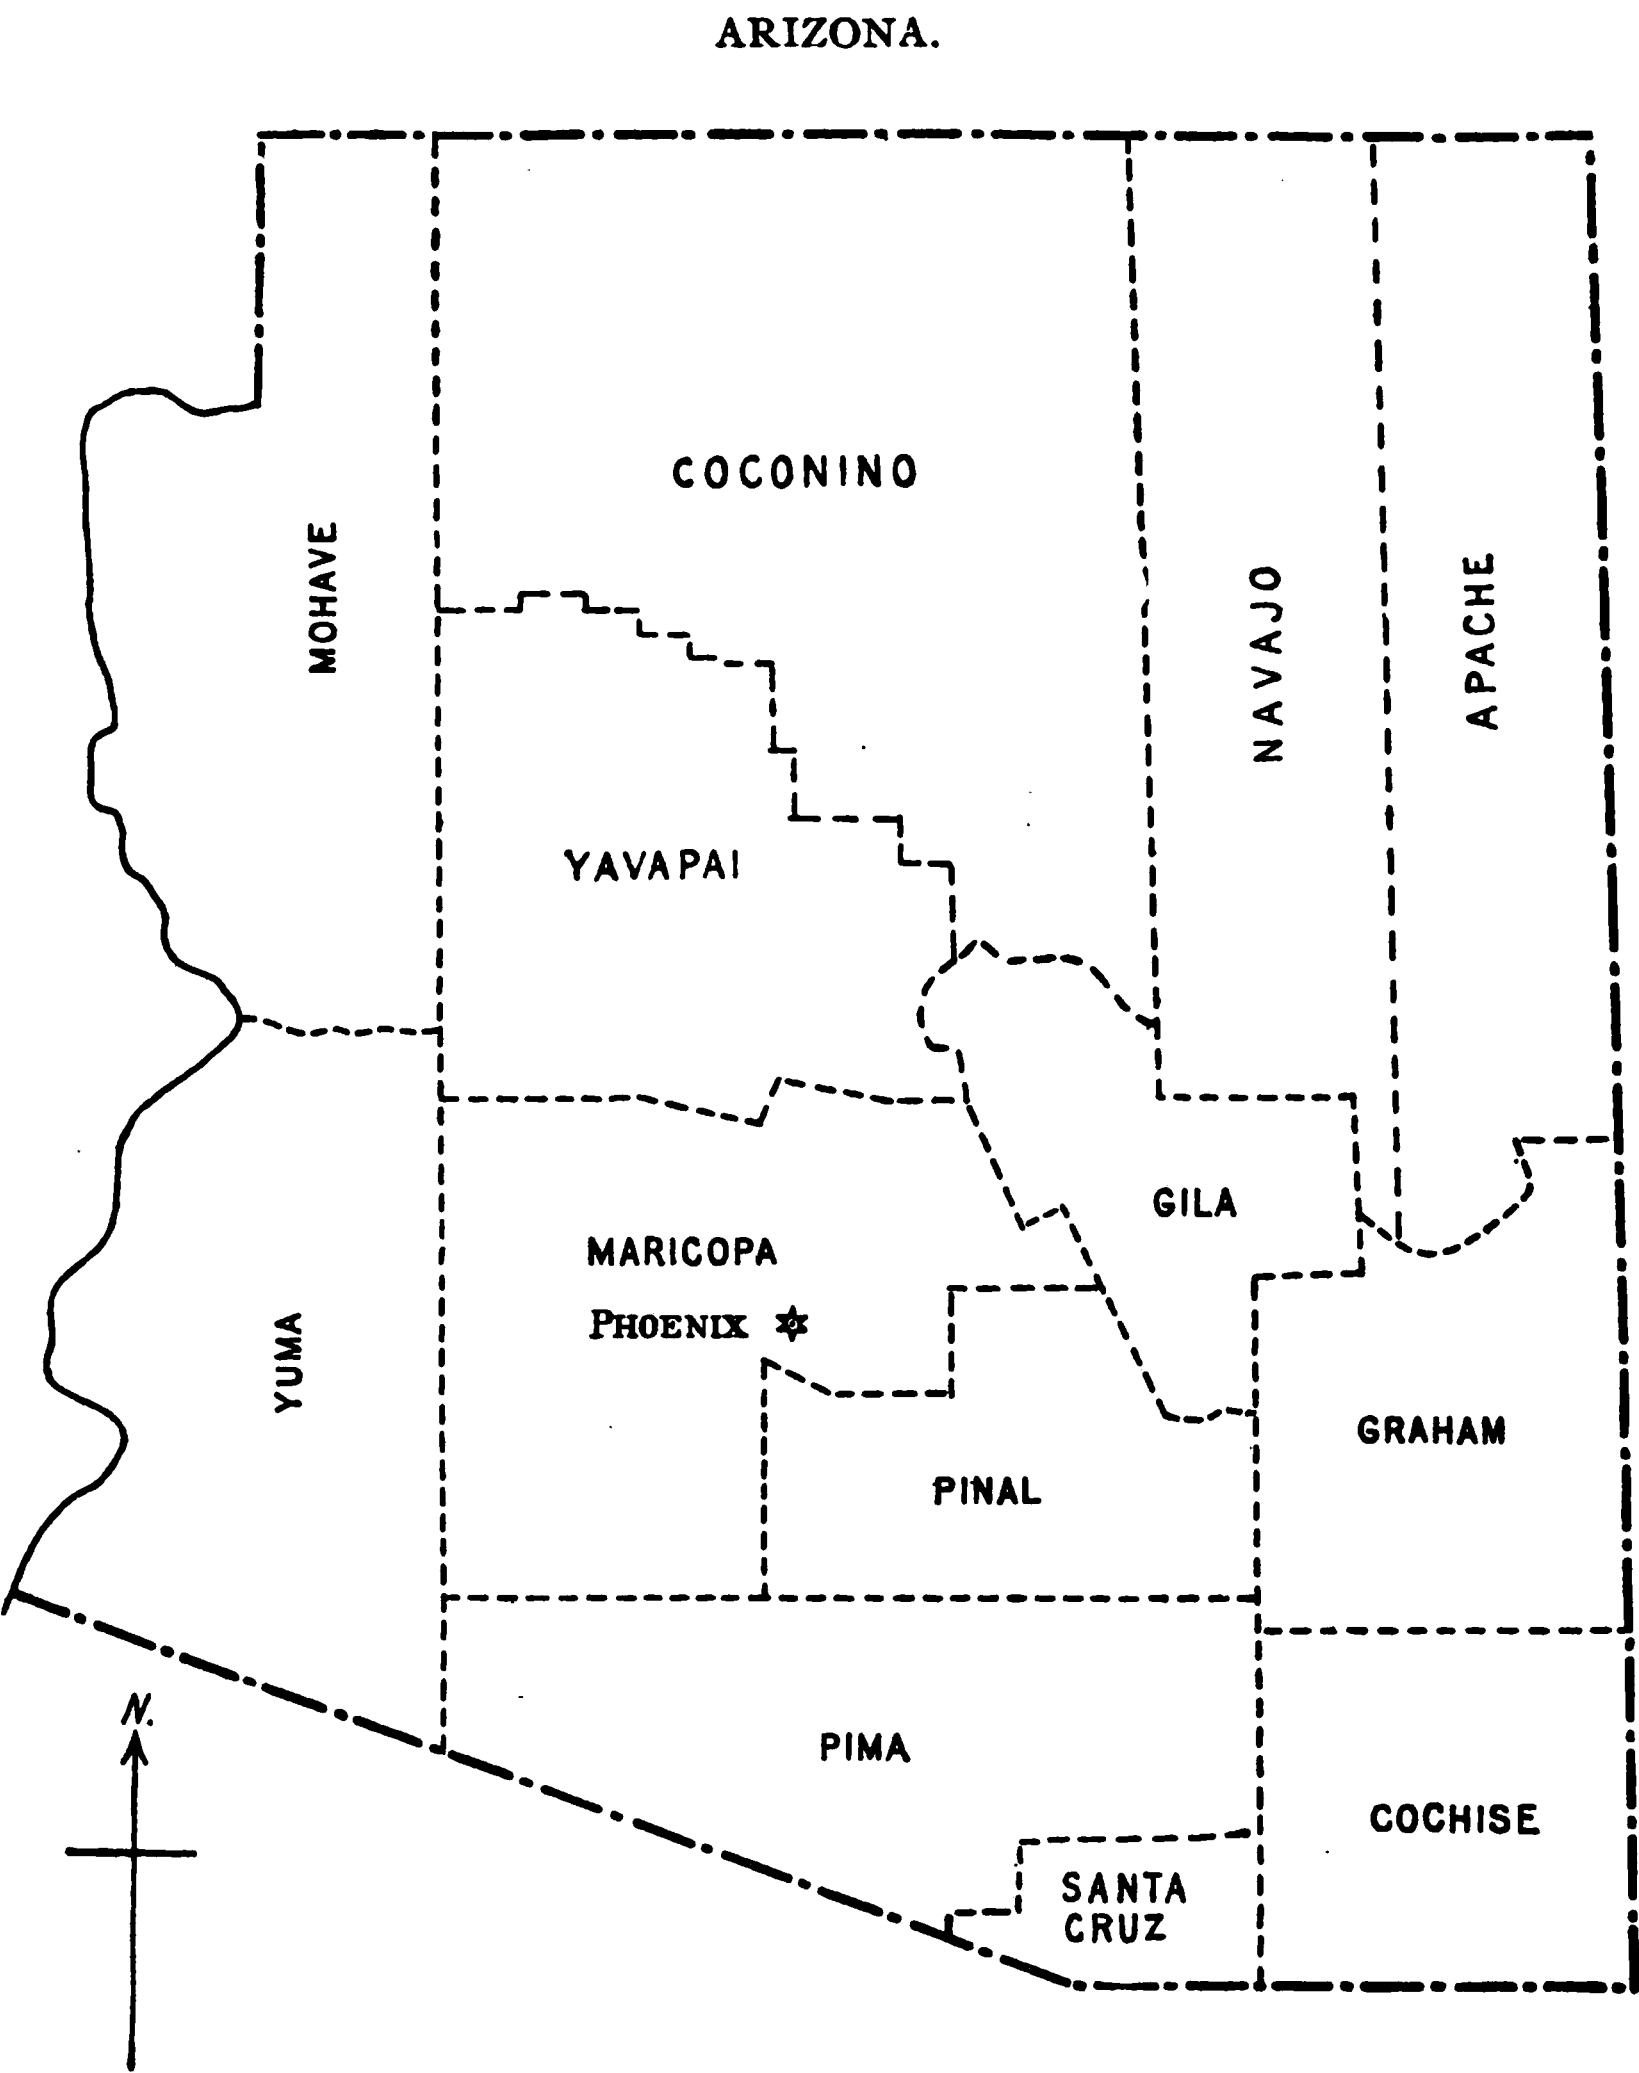 ARIZONA.
COCONINO
MOHAVE
NAVAJO
APACHE
YAVAPAI
GILA
MARICOPA
PHOENIX
YUMA
GRAHAM
PINAL
N.
PIMA
COCHISE
SANTA
CRUZ